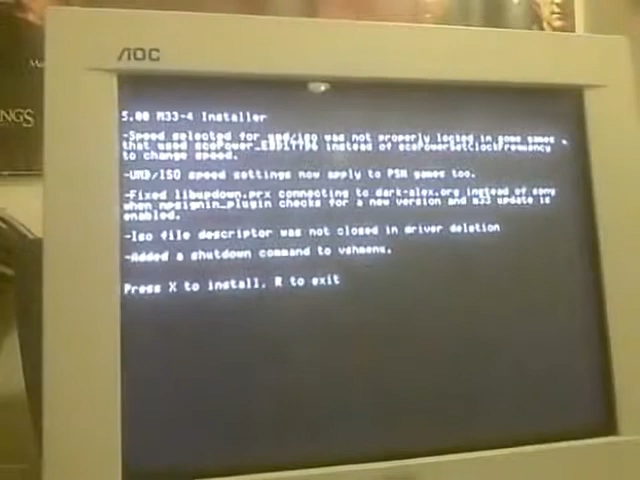 AOC
NGS
5.00 M33-4 Installer
-Speed selected for umd/iso was not properly locked in some games
that used scePower_EBD177D6 instead of scePowerSetClockFrequency
to change speed.
-UMD/ISO speed settings now apply to PSN games too.
-Fixed libupdown.prx connecting to dark-alex.org instead of sony
when npsignin_plugin checks for a new version and m33 update is
enabled.
-Iso file descriptor was not closed in driver deletion
-Added a shutdown command to vshmenu.
Press X to install, R to exit